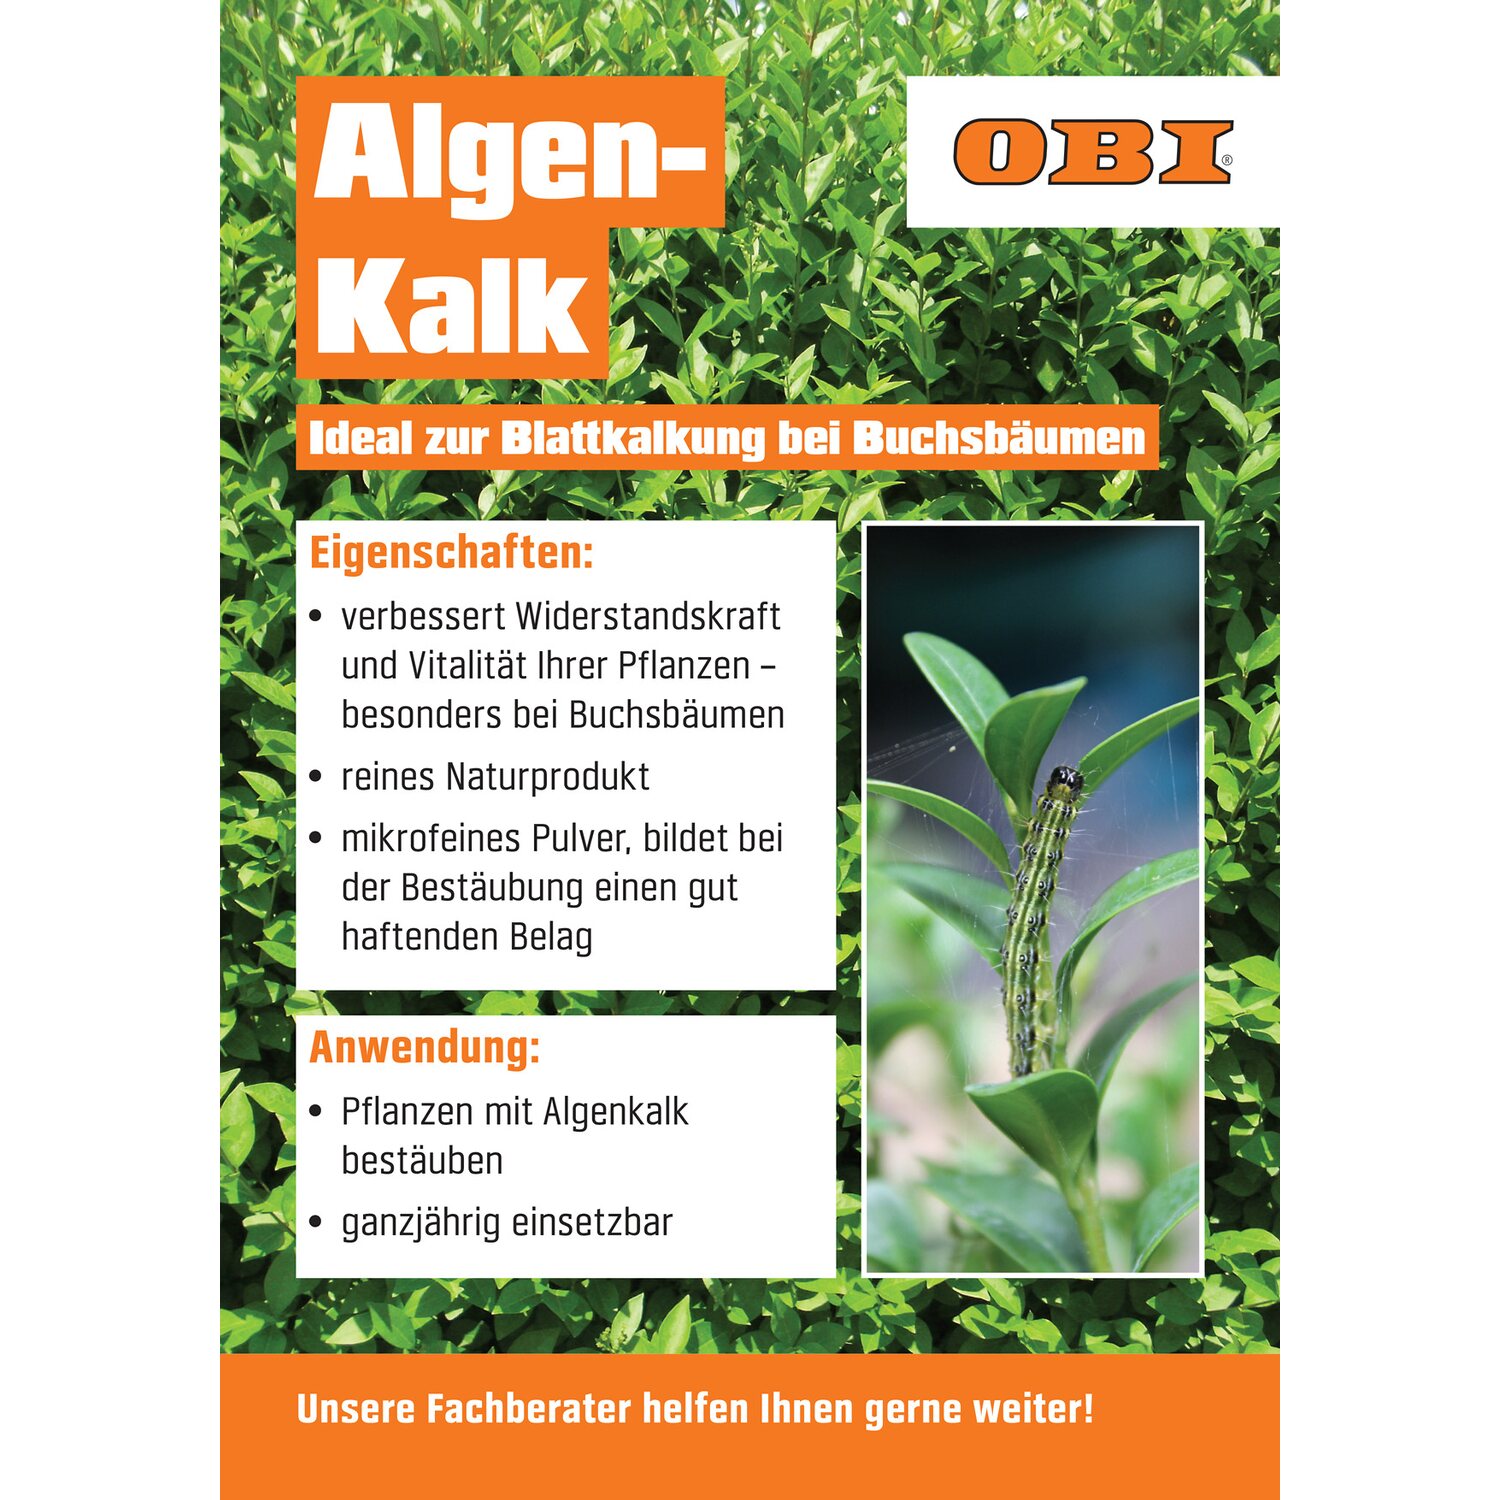 Algen-
Kalk
OBI®
Ideal zur Blattkalkung bei Buchsbäumen
Eigenschaften:
• verbessert Widerstandskraft
und Vitalität Ihrer Pflanzen –
besonders bei Buchsbäumen
• reines Naturprodukt
• mikrofeines Pulver, bildet bei
der Bestäubung einen gut
haftenden Belag
Anwendung:
• Pflanzen mit Algenkalk
bestäuben
• ganzjährig einsetzbar
Unsere Fachberater helfen Ihnen gerne weiter!